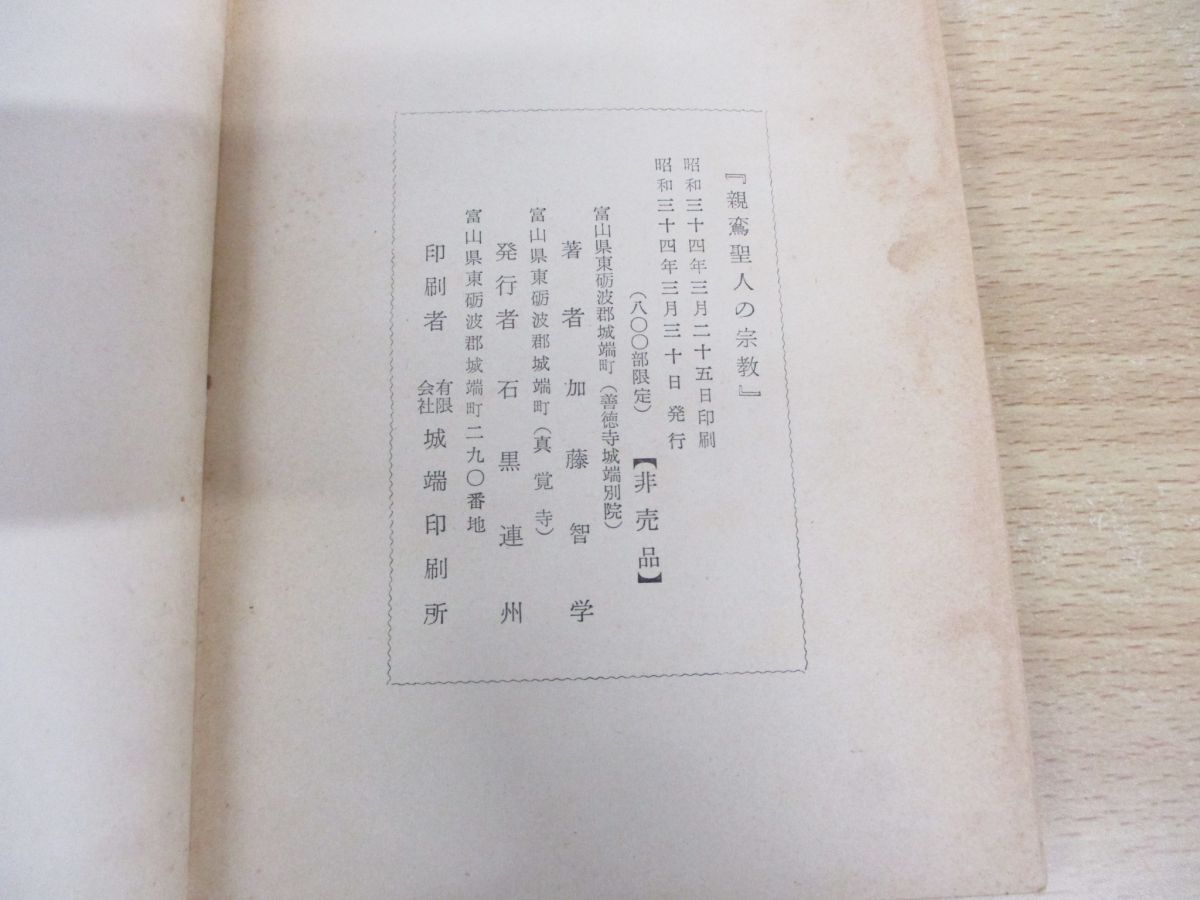 『親鸞聖人の宗教』
昭和三十四年三月二十五日印刷
昭和三十四年三月三十日発行
（八〇〇部限定）【非売品】
富山県東砺波郡城端町（善徳寺城端別院）
著者 加藤智学
富山県東砺波郡城端町（真覚寺）
発行者 石黒連州
富山県東砺波郡城端町二九〇番地
印刷者 有限会社 城端印刷所